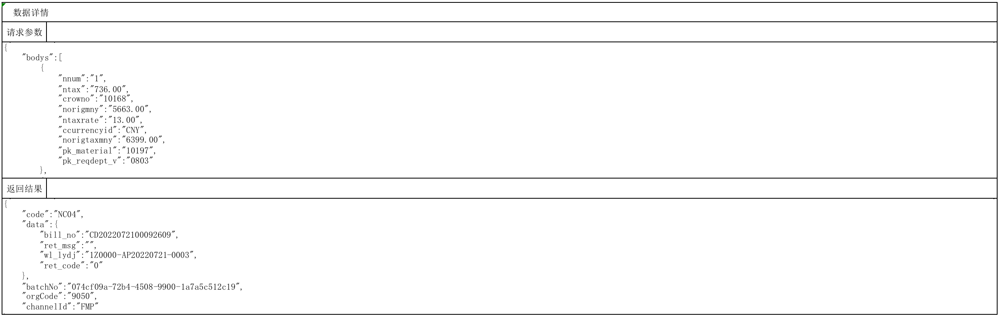 数据详情
请求参数
{
"bodys":[
{
"nnum":"1",
"ntax":"736.00",
"crowno":"10168",
"norigmny":"5663.00",
"ntaxrate":"13.00",
"ccurrencyid":"CNY",
"norigtaxmny":"6399.00",
"pk_material":"10197",
"pk_reqdept_v":"0803"
},
返回结果
{
"code":"NC04",
"data":{
"bill_no":"CD2022072100092609",
"ret_msg":"",
"wl_lydj":"1Z0000-AP20220721-0003",
"ret_code":"0"
},
"batchNo":"074cf09a-72b4-4508-9900-1a7a5c512c19",
"orgCode":"9050",
"channelId":"FMP"